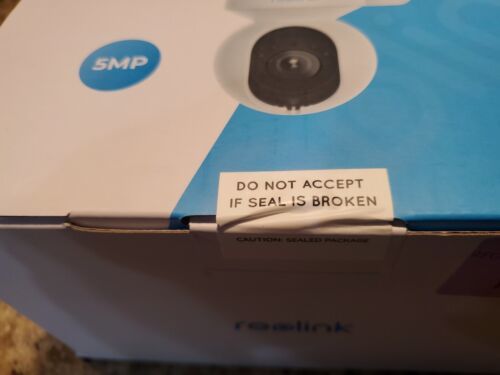 5MP
DO NOT ACCEPT
IF SEAL IS BROKEN
CAUTION: SEALED PACKAGE
reolink